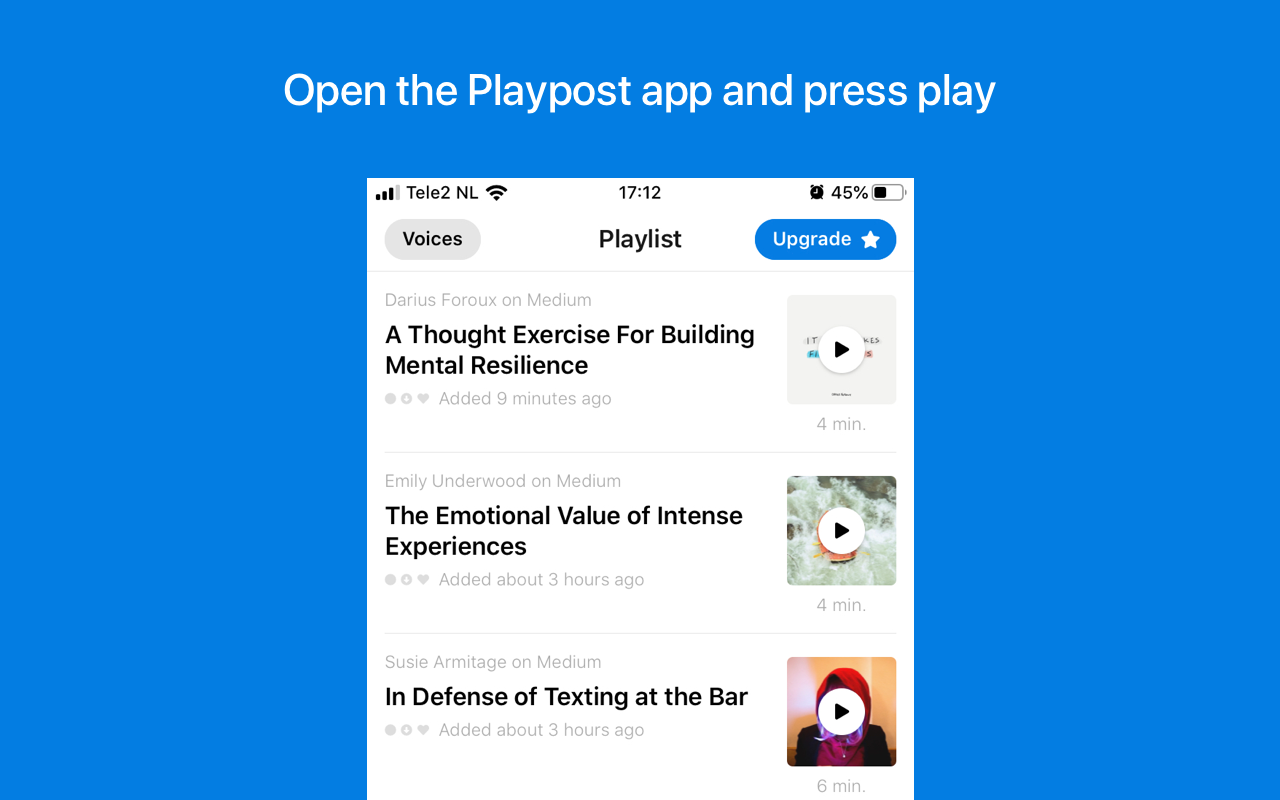 Open the Playpost app and press play
Tele2 NL 17:12 45%
Voices Playlist Upgrade
Darius Foroux on Medium
A Thought Exercise For Building
Mental Resilience
Added 9 minutes ago
4 min.
Emily Underwood on Medium
The Emotional Value of Intense
Experiences
Added about 3 hours ago
4 min.
Susie Armitage on Medium
In Defense of Texting at the Bar
Added about 3 hours ago
6 min.